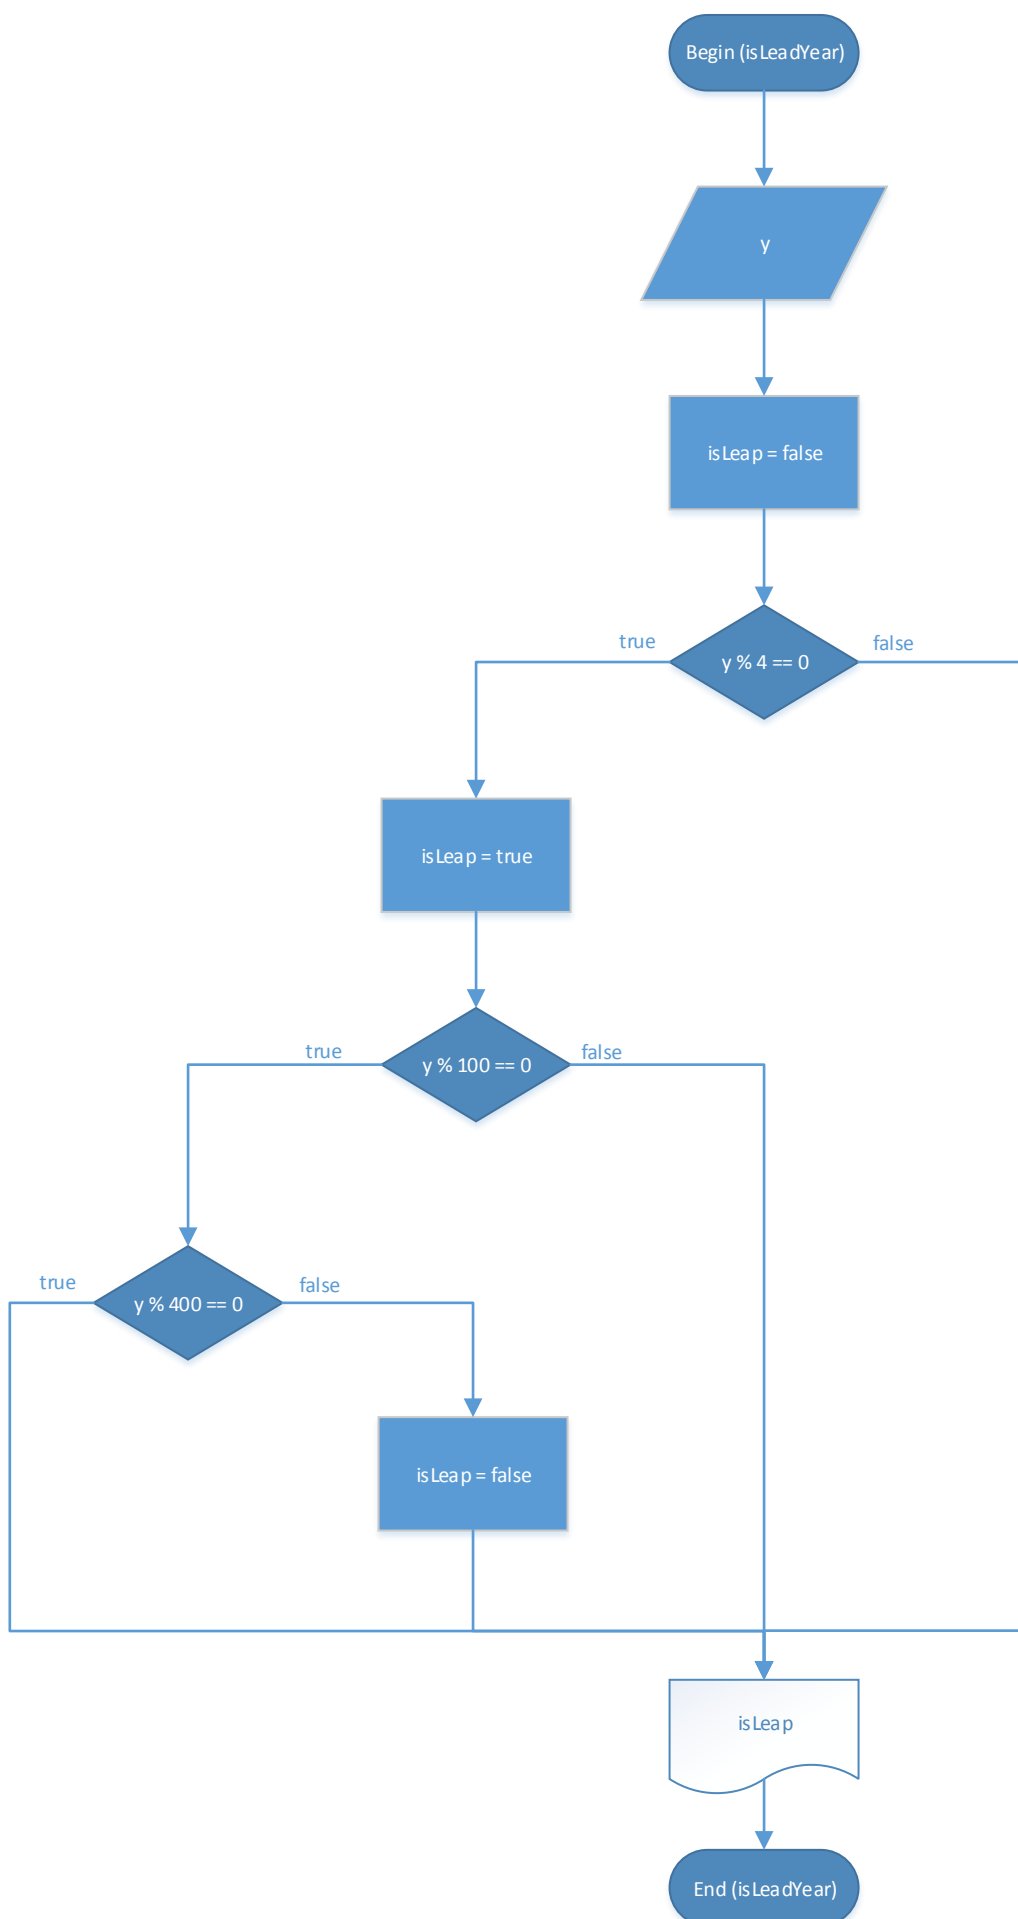 Begin (isLeadYear)
y
isLeap = false
true
y % 4 == 0
false
isLeap = true
true
y % 100 == 0
false
true
y % 400 == 0
false
isLeap = false
isLeap
End (isLeadYear)